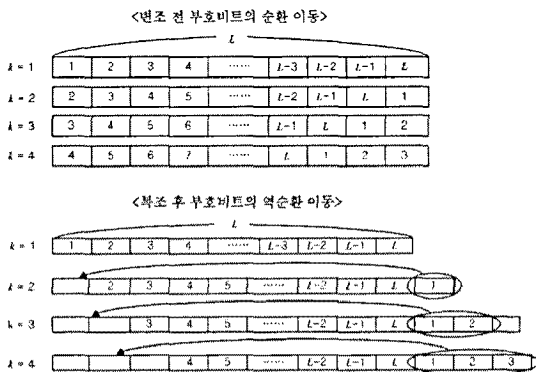 <변조 전 부호비트의 순환 이동>
L
k = 1 1 2 3 4 ...... L-3 L-2 L-1 L
k = 2 2 3 4 5 ...... L-2 L-1 L 1
k = 3 3 4 5 6 ...... L-1 L 1 2
k = 4 4 5 6 7 ...... L 1 2 3
<복조 후 부호비트의 역순환 이동>
L
k = 1 1 2 3 4 ...... L-3 L-2 L-1 L
k = 2 2 3 4 5 ...... L-2 L-1 L 1
k = 3 3 4 5 ...... L-2 L-1 L 1 2
k = 4 4 5 ...... L-2 L-1 L 1 2 3